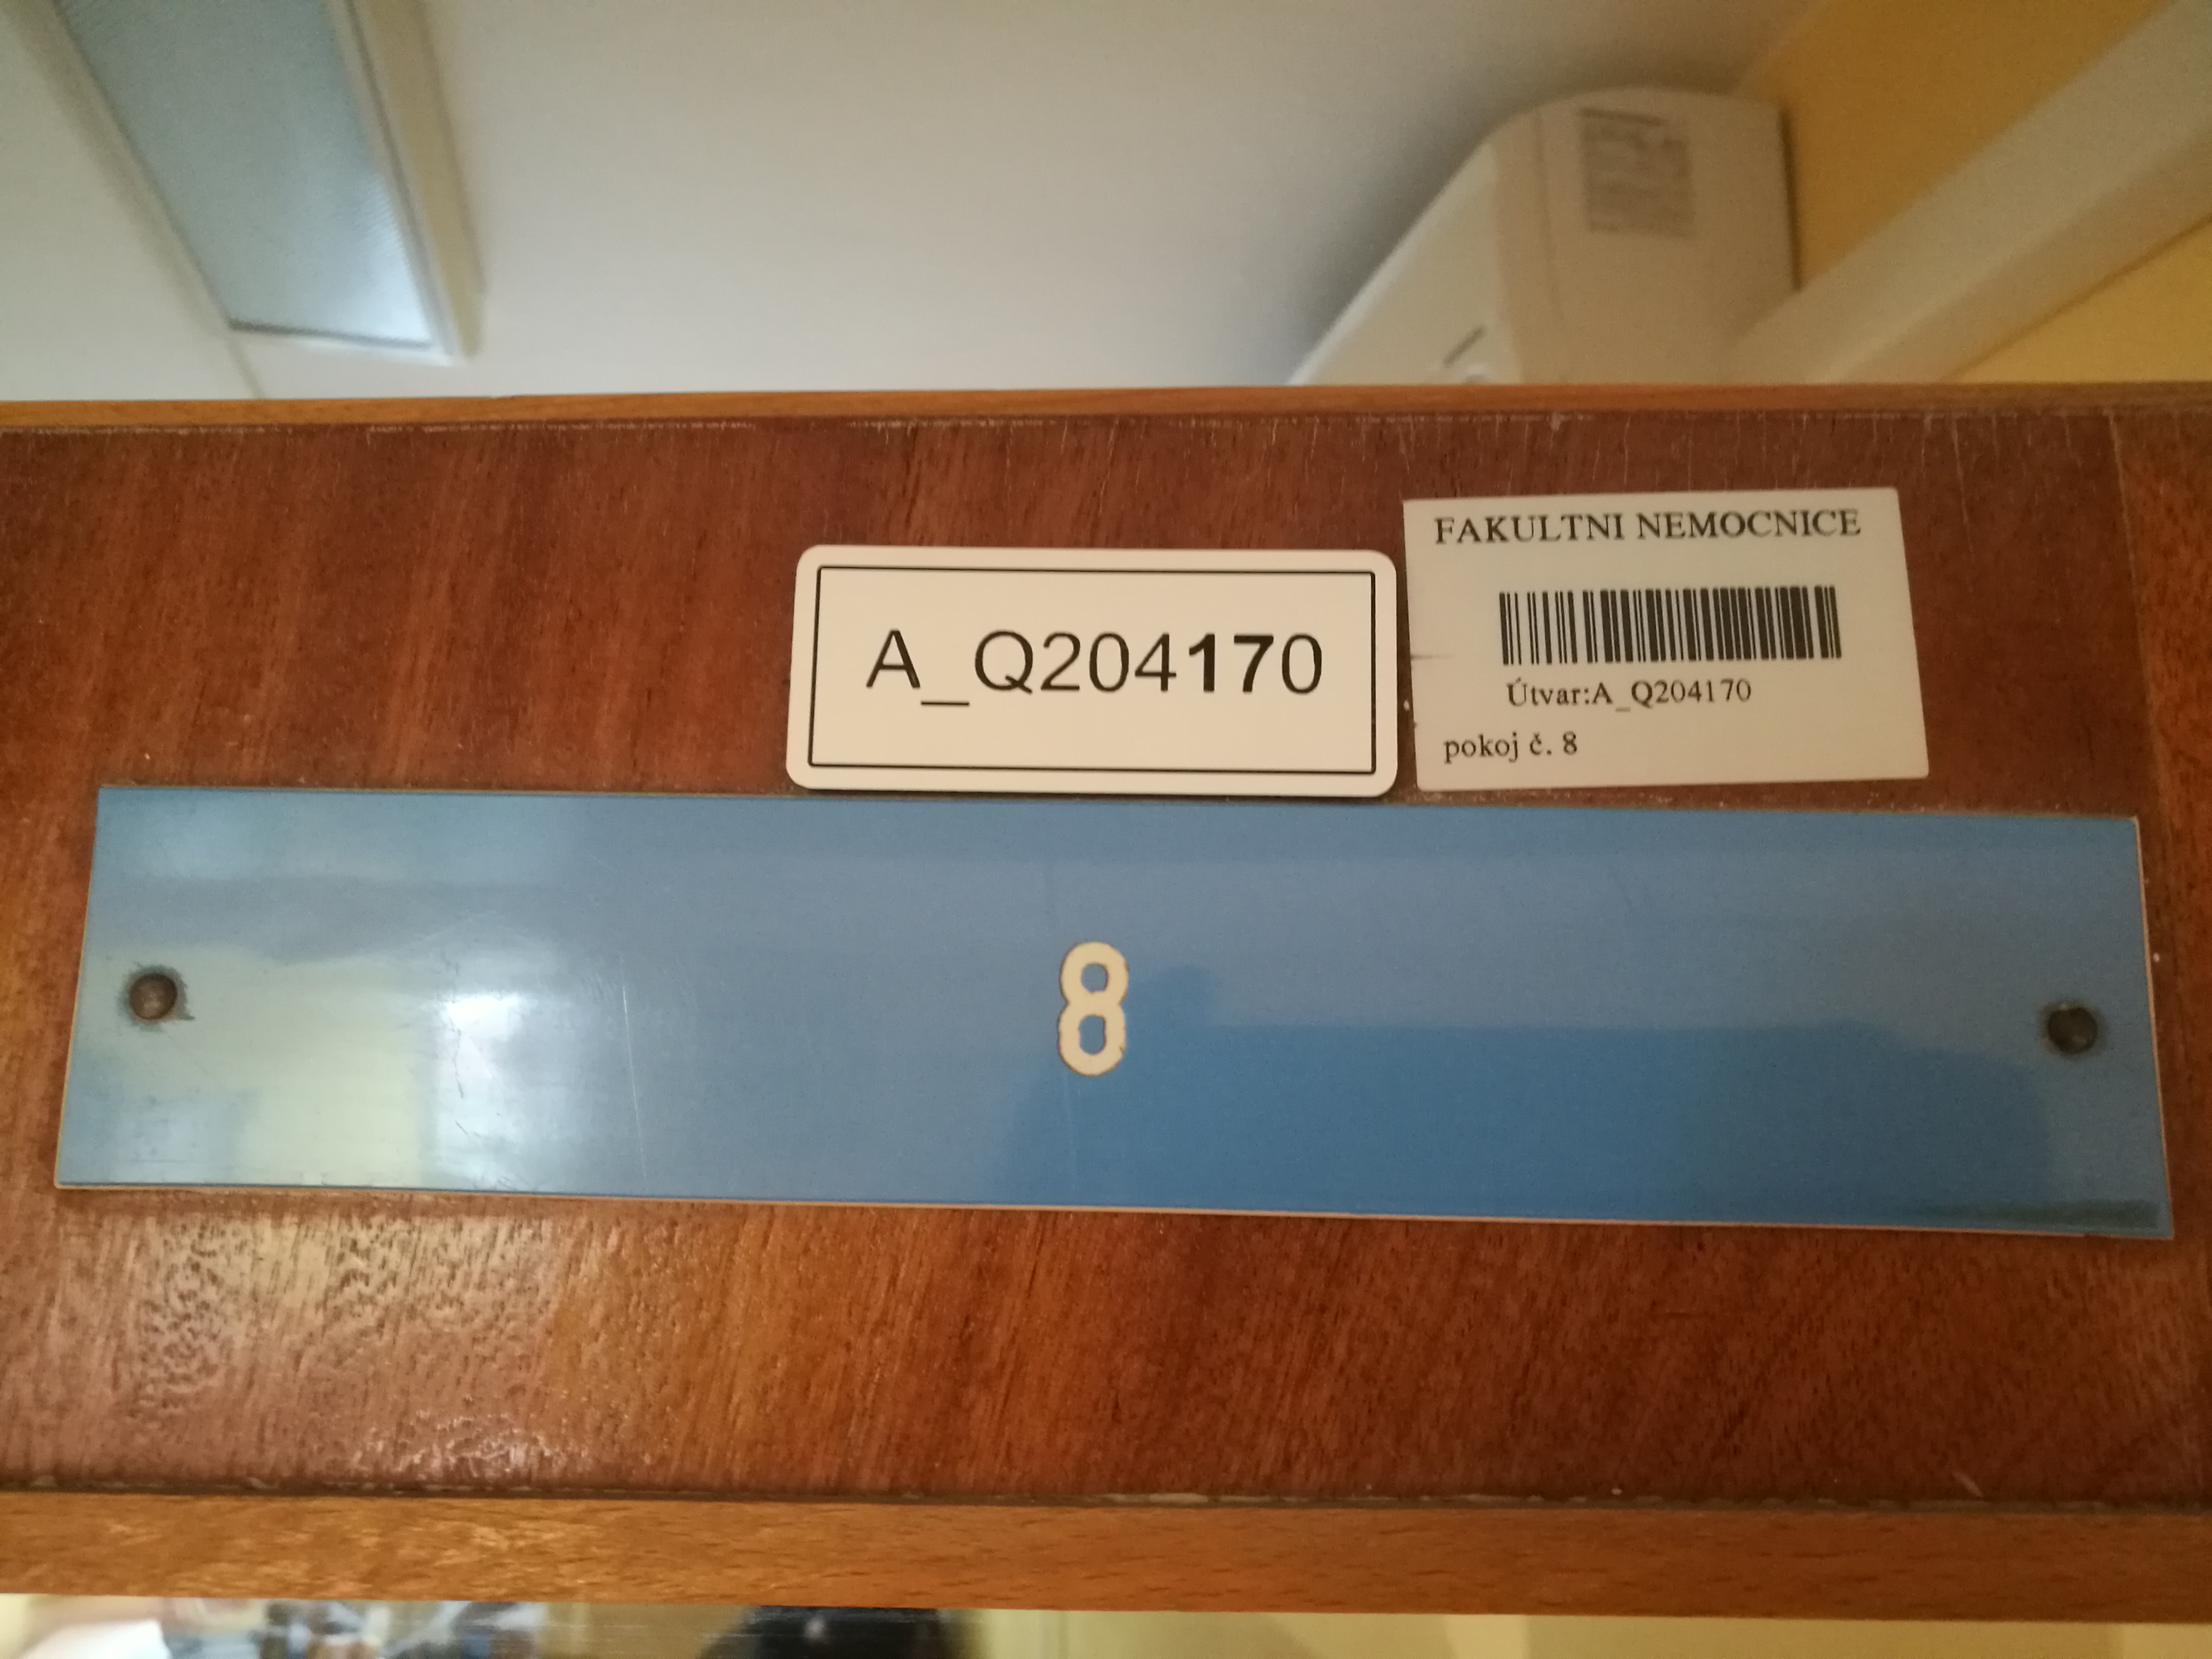 A_Q204170
FAKULTNI NEMOCNICE
Útvar:A_Q204170
pokoj č. 8
8